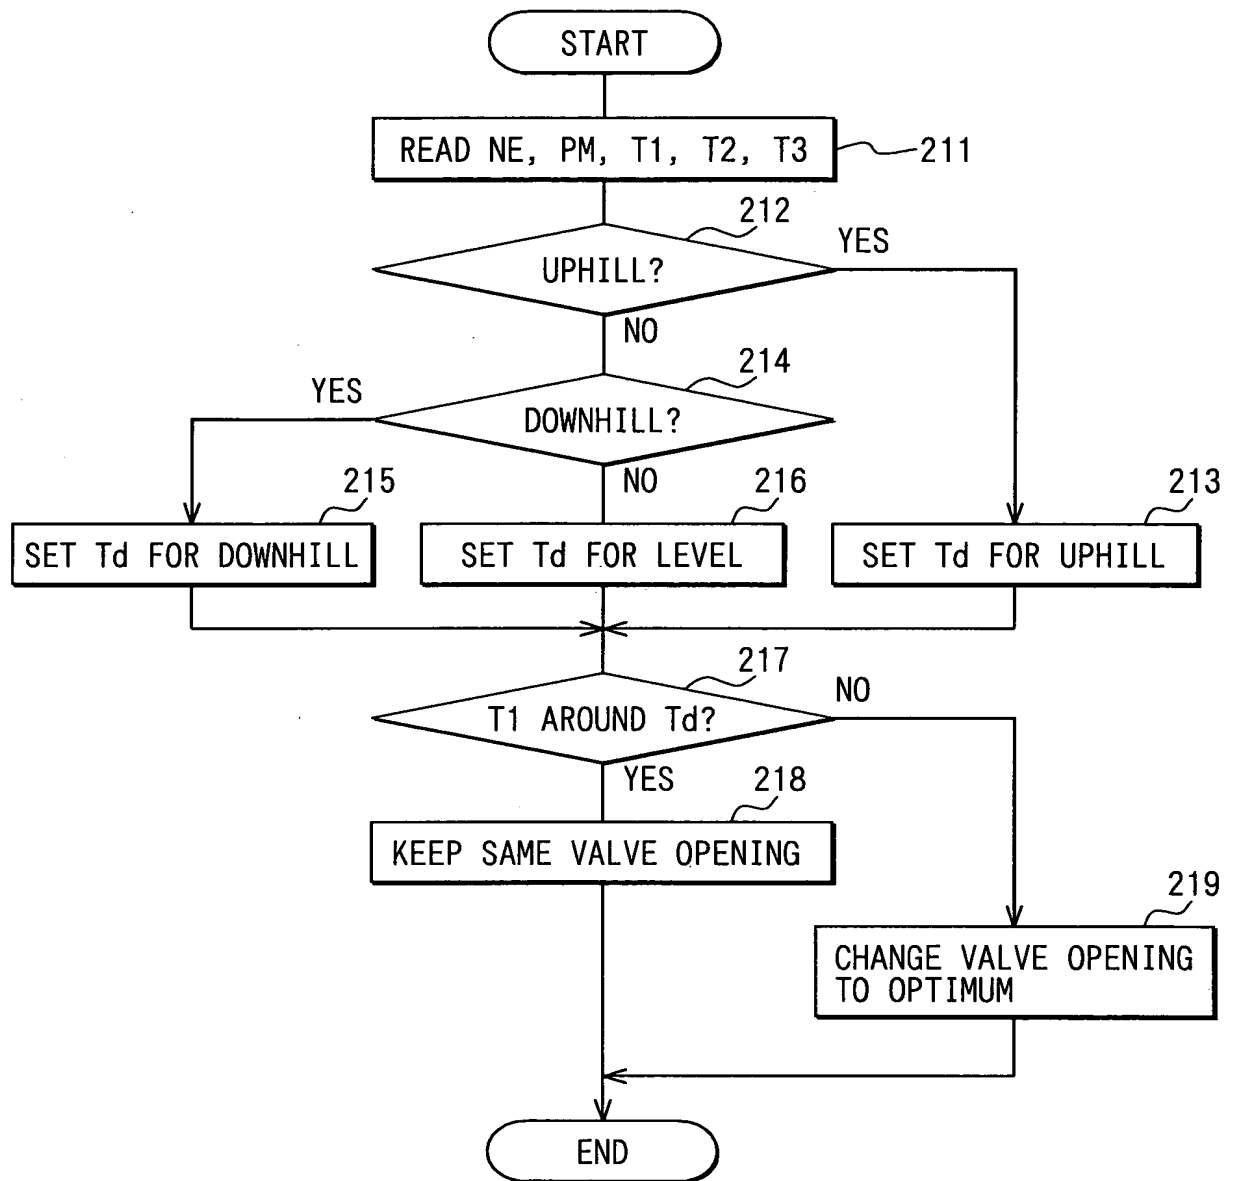 START
READ NE, PM, T1, T2, T3
211
212
UPHILL?
YES
NO
214
YES
DOWNHILL?
NO
215
216
213
SET Td FOR DOWNHILL
SET Td FOR LEVEL
SET Td FOR UPHILL
217
T1 AROUND Td?
NO
YES
218
KEEP SAME VALVE OPENING
219
CHANGE VALVE OPENING
TO OPTIMUM
END